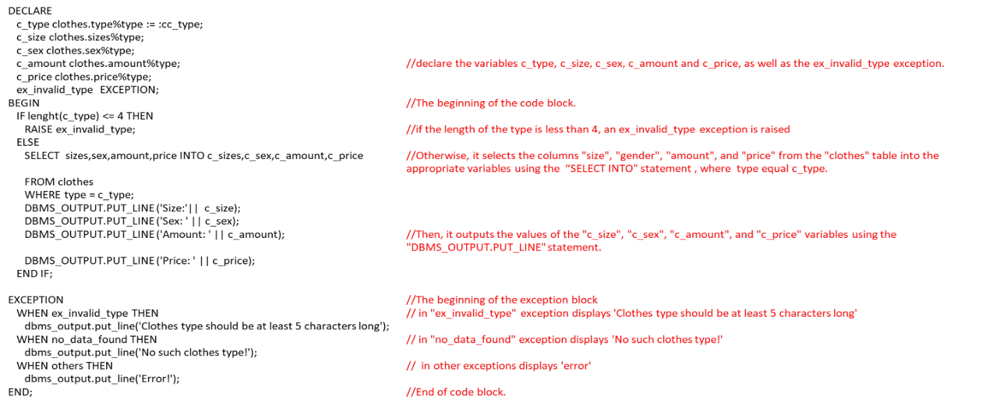 DECLARE
c_type clothes.type%type := :cc_type;
c_size clothes.sizes%type;
c_sex clothes.sex%type;
c_amount clothes.amount%type; //declare the variables c_type, c_size, c_sex, c_amount and c_price, as well as the ex_invalid_type exception.
c_price clothes.price%type;
ex_invalid_type EXCEPTION;
BEGIN //The beginning of the code block.
IF lenght(c_type) <= 4 THEN
RAISE ex_invalid_type; //if the length of the type is less than 4, an ex_invalid_type exception is raised
ELSE
SELECT sizes,sex,amount,price INTO c_sizes,c_sex,c_amount,c_price //Otherwise, it selects the columns "size", "gender", "amount", and "price" from the "clothes" table into the
appropriate variables using the “SELECT INTO" statement , where type equal c_type.
FROM clothes
WHERE type = c_type;
DBMS_OUTPUT.PUT_LINE('Size:'|| c_size);
DBMS_OUTPUT.PUT_LINE('Sex: ' || c_sex);
DBMS_OUTPUT.PUT_LINE('Amount: ' || c_amount); //Then, it outputs the values of the "c_size", "c_sex", "c_amount", and "c_price" variables using the
"DBMS_OUTPUT.PUT_LINE" statement.
DBMS_OUTPUT.PUT_LINE('Price: ' || c_price);
END IF;
EXCEPTION //The beginning of the exception block
WHEN ex_invalid_type THEN // in "ex_invalid_type" exception displays 'Clothes type should be at least 5 characters long'
dbms_output.put_line('Clothes type should be at least 5 characters long');
WHEN no_data_found THEN // in "no_data_found" exception displays 'No such clothes type!'
dbms_output.put_line('No such clothes type!');
WHEN others THEN // in other exceptions displays 'error'
dbms_output.put_line('Error!');
END; //End of code block.